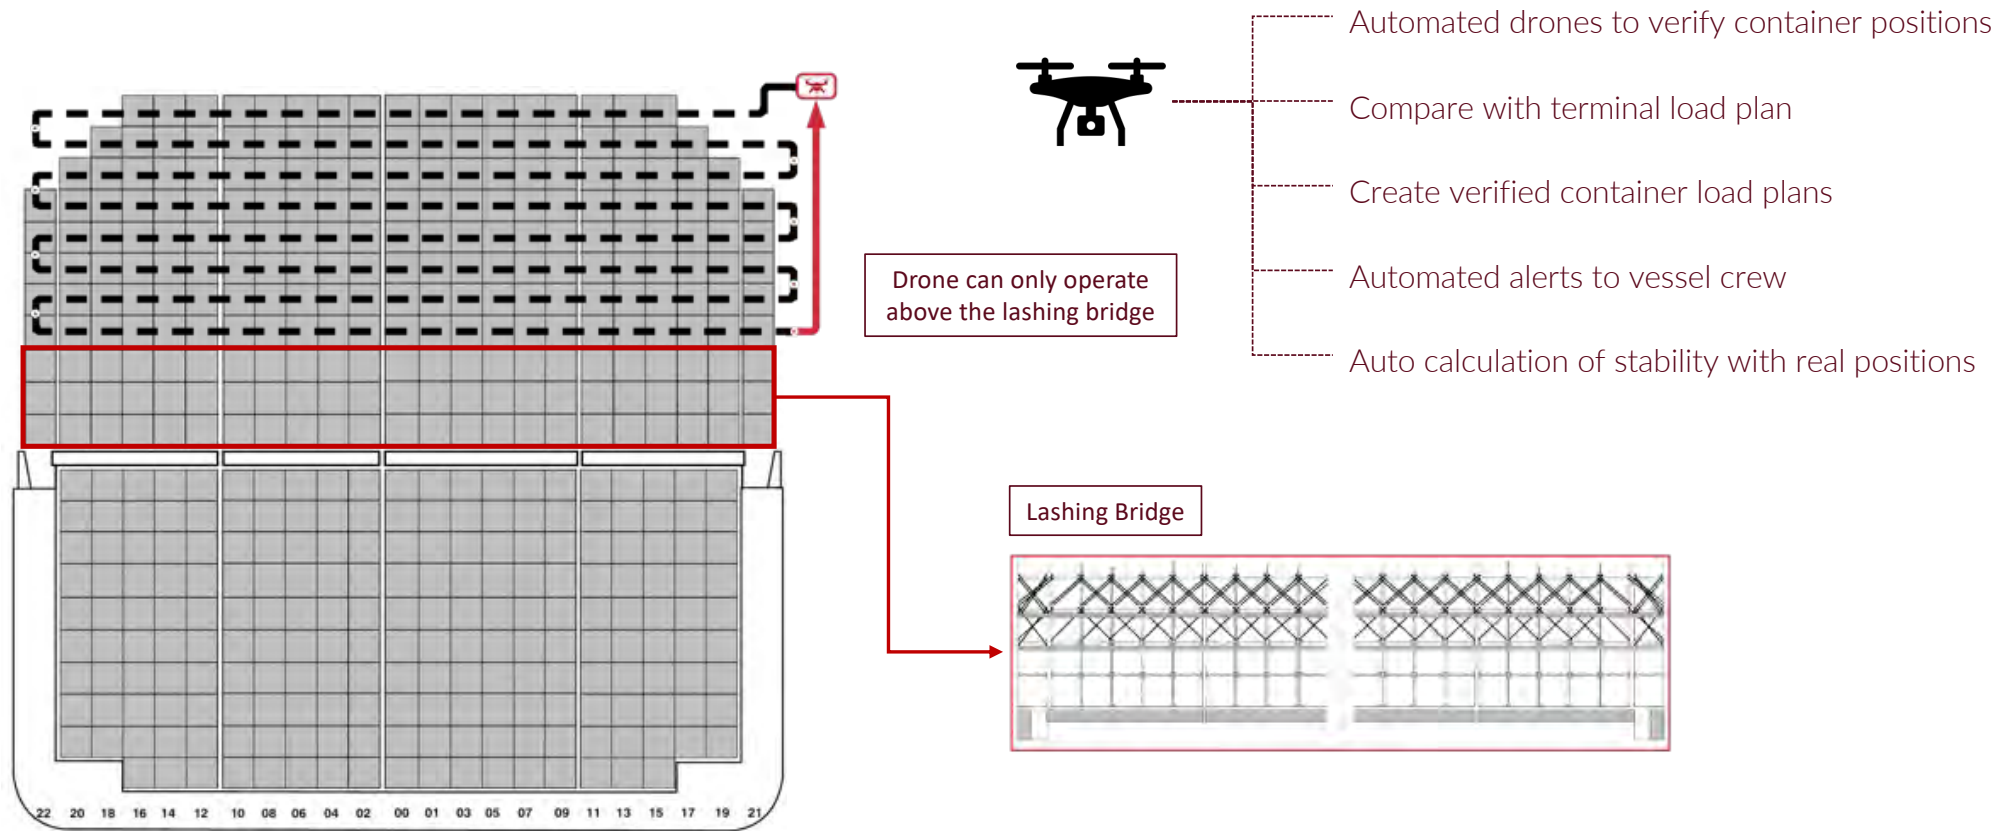 Automated drones to verify container positions
Compare with terminal load plan
Create verified container load plans
Automated alerts to vessel crew
Auto calculation of stability with real positions
Drone can only operate
above the lashing bridge
Lashing Bridge
22 20 18 16 14 12 10 08 06 04 02 00 01 03 05 07 09 11 13 15 17 19 21